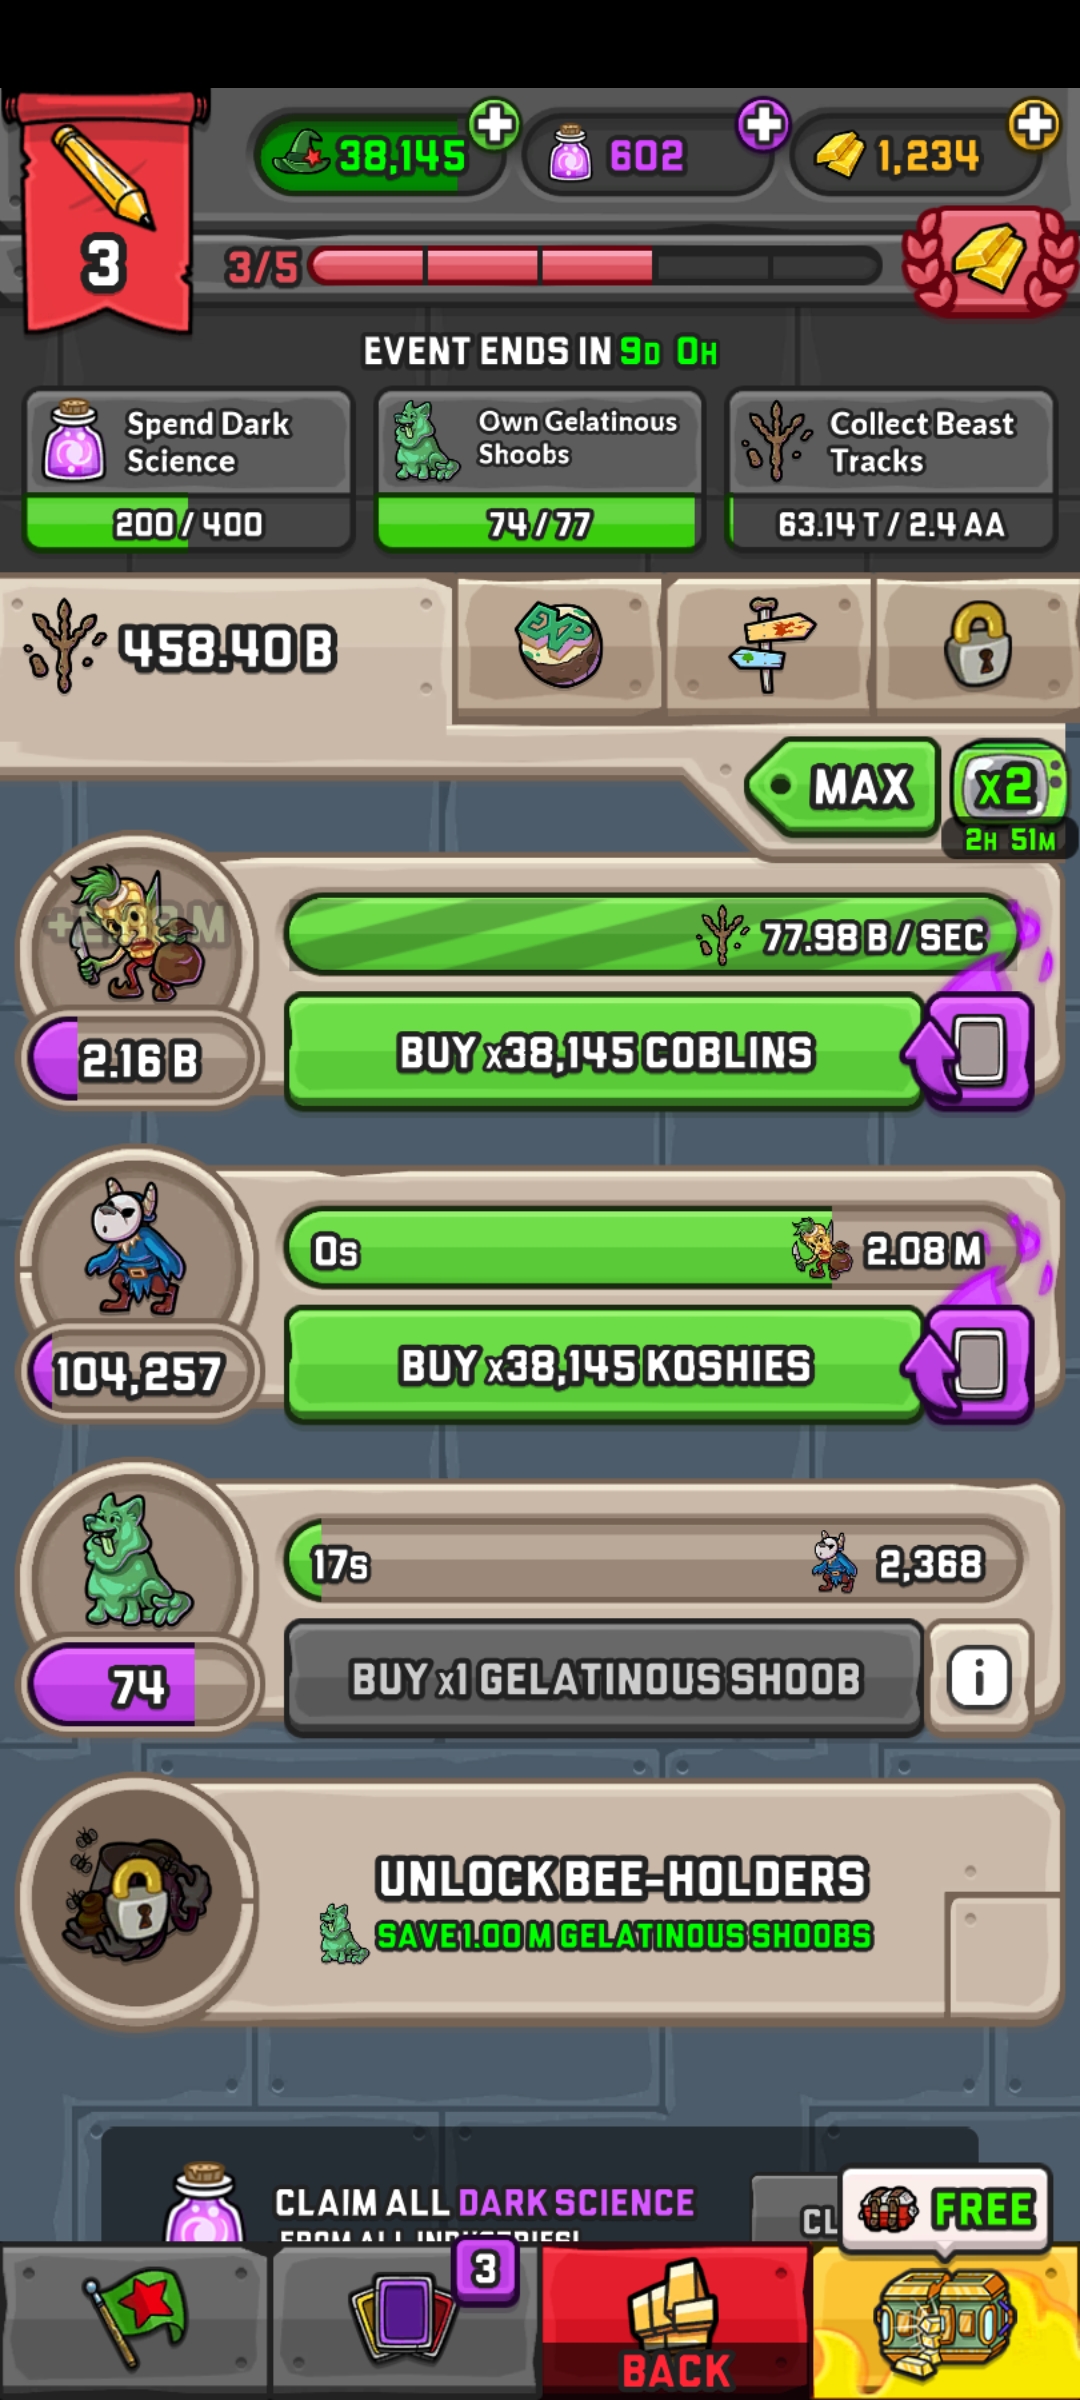 38,145
602
1,234
3
3/5
EVENT ENDS IN 9D 0H
Spend Dark
Science
200 / 400
Own Gelatinous
Shoobs
74 / 77
Collect Beast
Tracks
63.14 T / 2.4 AA
458.40 B
EXP
MAX
x2
2H 51M
77.98 B / SEC
2.16 B
BUY x38,145 COBLINS
0s
2.08 M
104,257
BUY x38,145 KOSHIES
17s
2,368
74
BUY x1 GELATINOUS SHOOB
i
UNLOCK BEE-HOLDERS
SAVE 1.00 M GELATINOUS SHOOBS
CLAIM ALL DARK SCIENCE
FROM ALL INDUSTRIES!
CL
FREE
3
BACK